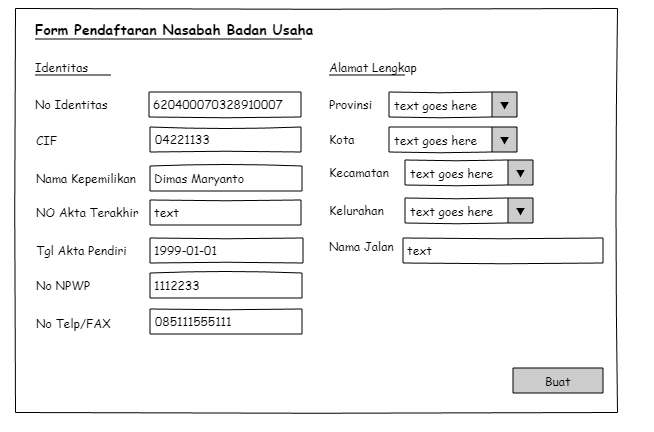 Form Pendaftaran Nasabah Badan Usaha
Identitas
No Identitas 620400070328910007
CIF 04221133
Nama Kepemilikan Dimas Maryanto
NO Akta Terakhir text
Tgl Akta Pendiri 1999-01-01
No NPWP 1112233
No Telp/FAX 085111555111
Alamat Lengkap
Provinsi text goes here
Kota text goes here
Kecamatan text goes here
Kelurahan text goes here
Nama Jalan text
Buat